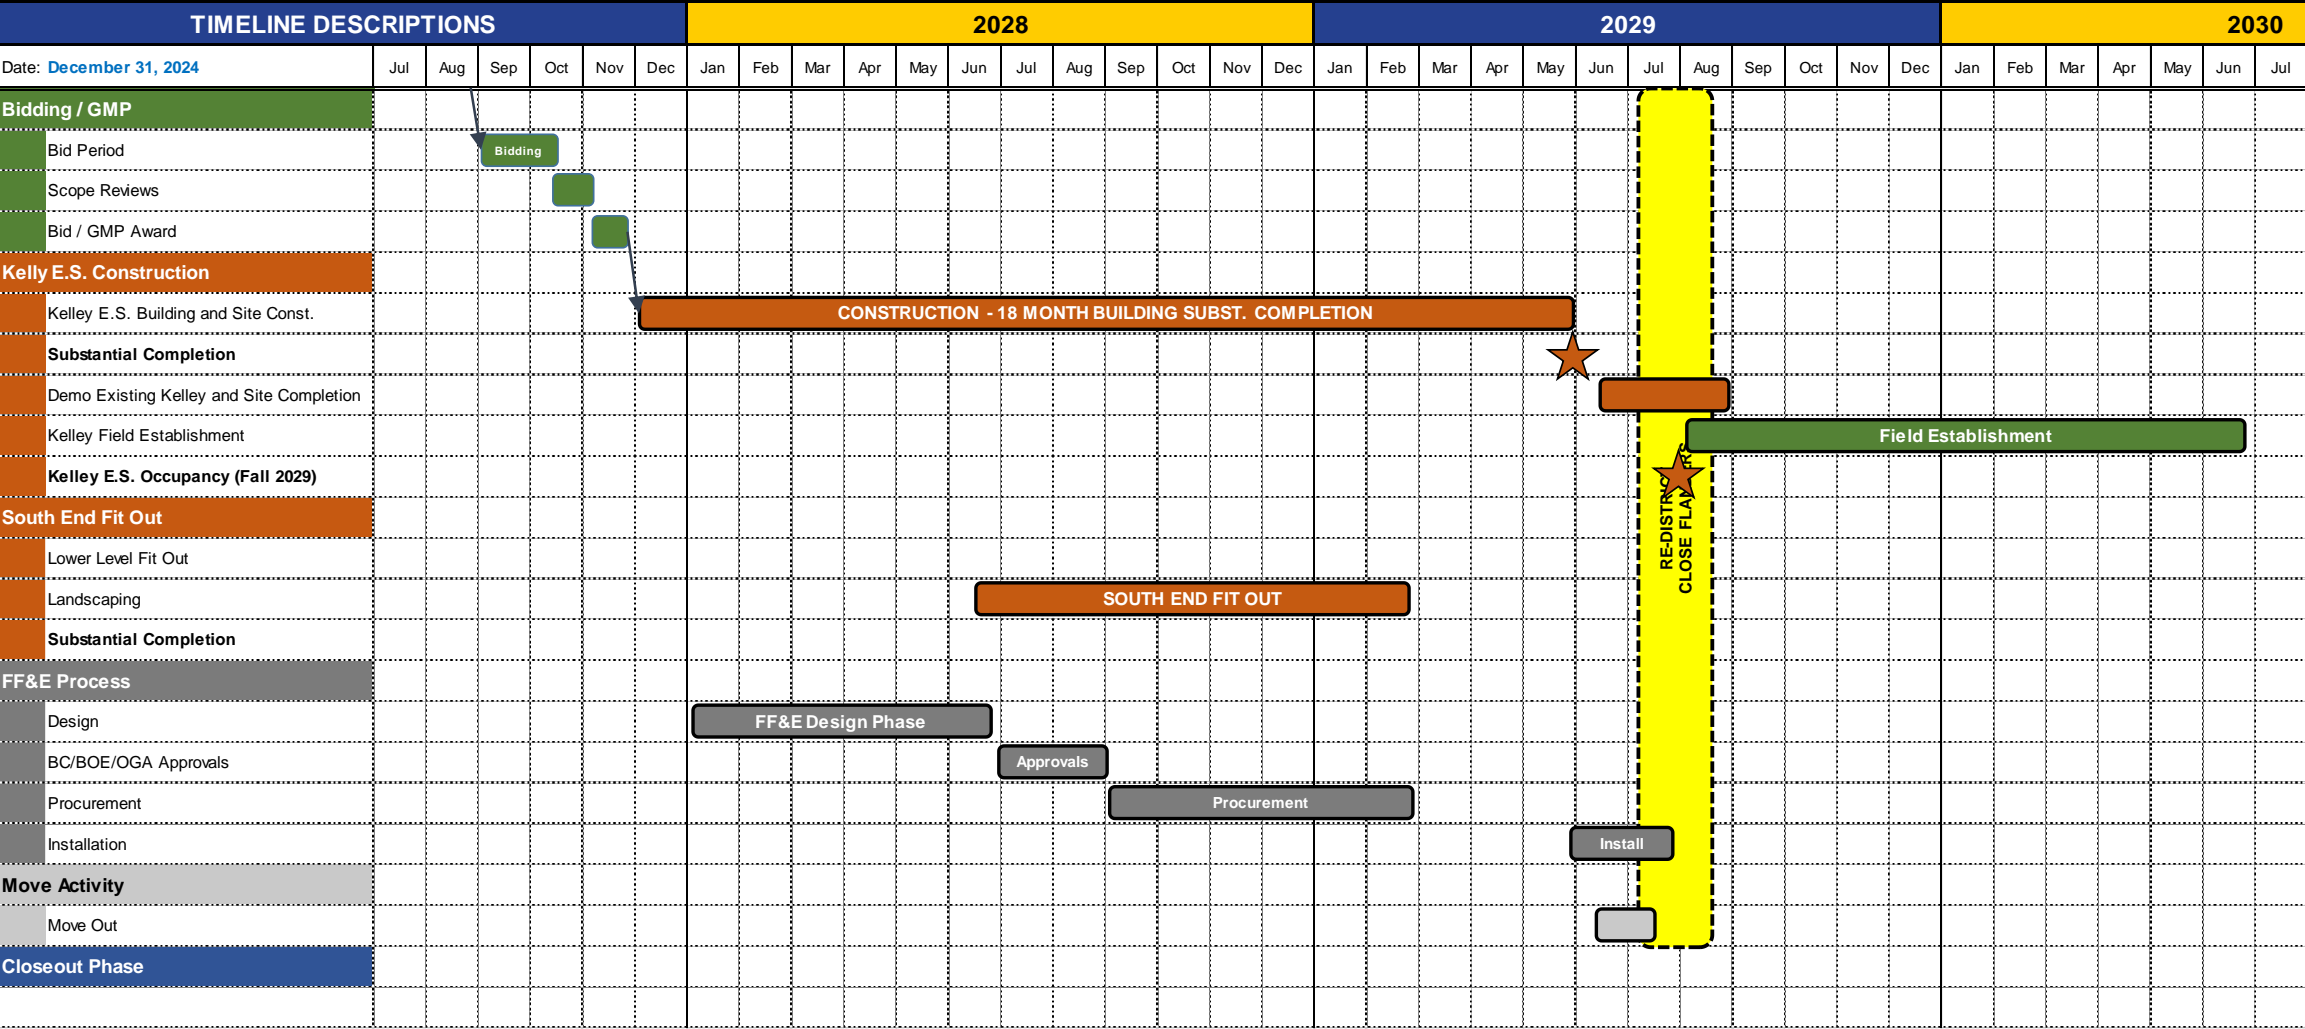 TIMELINE DESCRIPTIONS 2028 2029 2030
Date: December 31, 2024 Jul Aug Sep Oct Nov Dec Jan Feb Mar Apr May Jun Jul Aug Sep Oct Nov Dec Jan Feb Mar Apr May Jun Jul Aug Sep Oct Nov Dec Jan Feb Mar Apr May Jun Jul
Bidding / GMP
Bid Period Bidding
Scope Reviews
Bid / GMP Award
Kelly E.S. Construction
Kelley E.S. Building and Site Const. CONSTRUCTION - 18 MONTH BUILDING SUBST. COMPLETION
Substantial Completion
Demo Existing Kelley and Site Completion
Kelley Field Establishment Field Establishment
Kelley E.S. Occupancy (Fall 2029)
RE-DISTRIC
CLOSE
South End Fit Out
Lower Level Fit Out
Landscaping SOUTH END FIT OUT
Substantial Completion
FF&E Process
Design FF&E Design Phase
BC/BOE/OGA Approvals Approvals
Procurement Procurement
Installation Install
Move Activity
Move Out
Closeout Phase